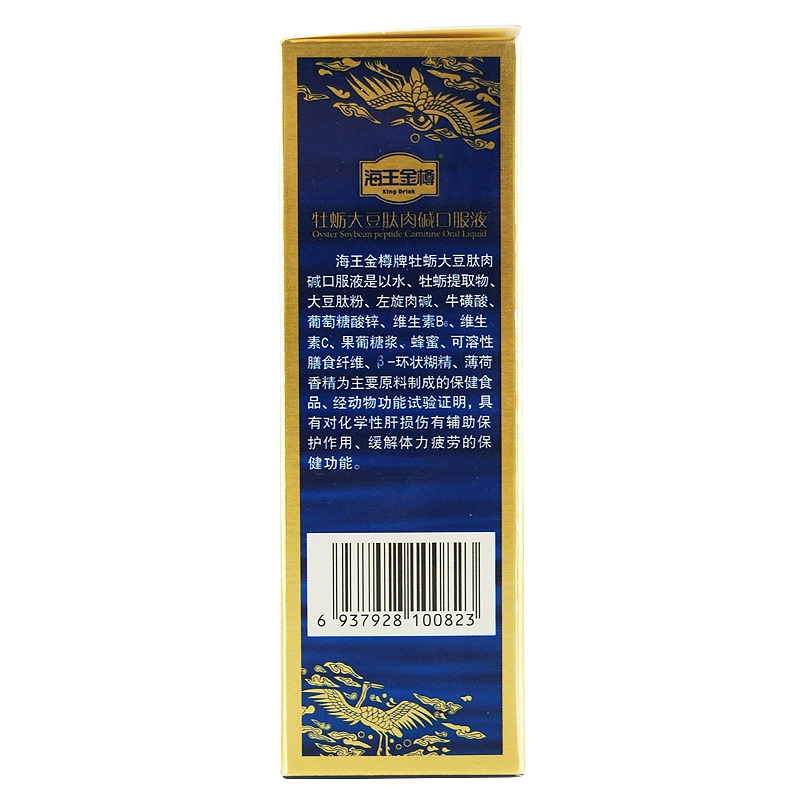 海王金樽
King Drink
牡蛎大豆肽肉碱口服液
Oyster Soybean peptide Carnitine Oral Liquid
海王金樽牌牡蛎大豆肽肉
碱口服液是以水、牡蛎提取物、
大豆肽粉、左旋肉碱、牛磺酸、
葡萄糖酸锌、维生素B₆、维生
素C、果葡糖浆、蜂蜜、可溶性
膳食纤维、β-环状糊精、薄荷
香精为主要原料制成的保健食
品、经动物功能试验证明，具
有对化学性肝损伤有辅助保
护作用、缓解体力疲劳的保
健功能。
6 937928 100823